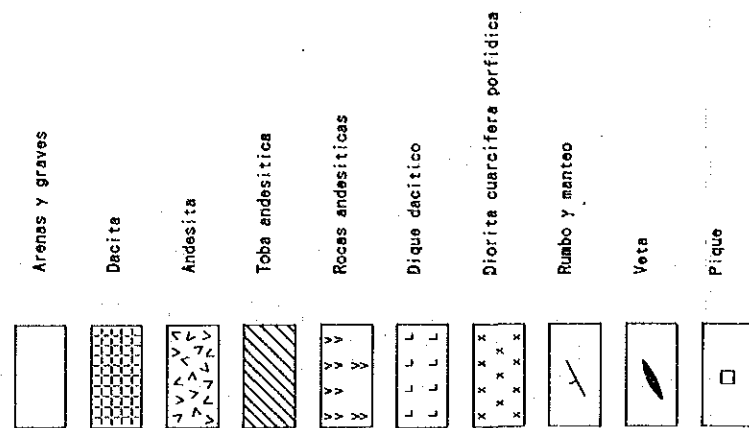 Arenas y graves
Dacita
Andesita
Toba andesitica
Rocas andesiticas
Dique dacitico
Diorita cuarcifera porfidica
Rumbo y manteo
Veta
Pique